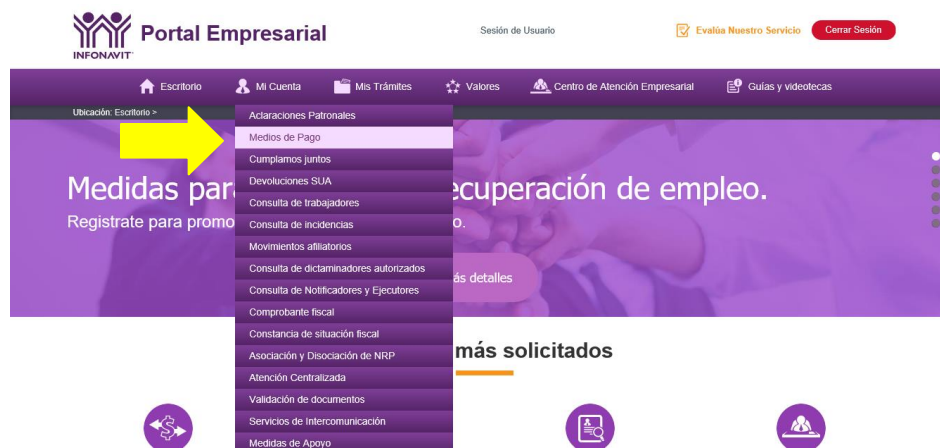 INFONAVIT
Portal Empresarial
Sesión de Usuario
Evalúa Nuestro Servicio
Cerrar Sesión
Escritorio
Mi Cuenta
Mis Trámites
Valores
Centro de Atención Empresarial
Guías y videotecas
Ubicación: Escritorio >
Aclaraciones Patronales
Medios de Pago
Cumplamos juntos
Devoluciones SUA
Consulta de trabajadores
Consulta de incidencias
Movimientos afiliatorios
Consulta de dictaminadores autorizados
Consulta de Notificadores y Ejecutores
Comprobante fiscal
Constancia de situación fiscal
Asociación y Disociación de NRP
Atención Centralizada
Validación de documentos
Servicios de Intercomunicación
Medidas de Apoyo
Medidas par ecuperación de empleo.
Registrate para promo o.
ás detalles
más solicitados